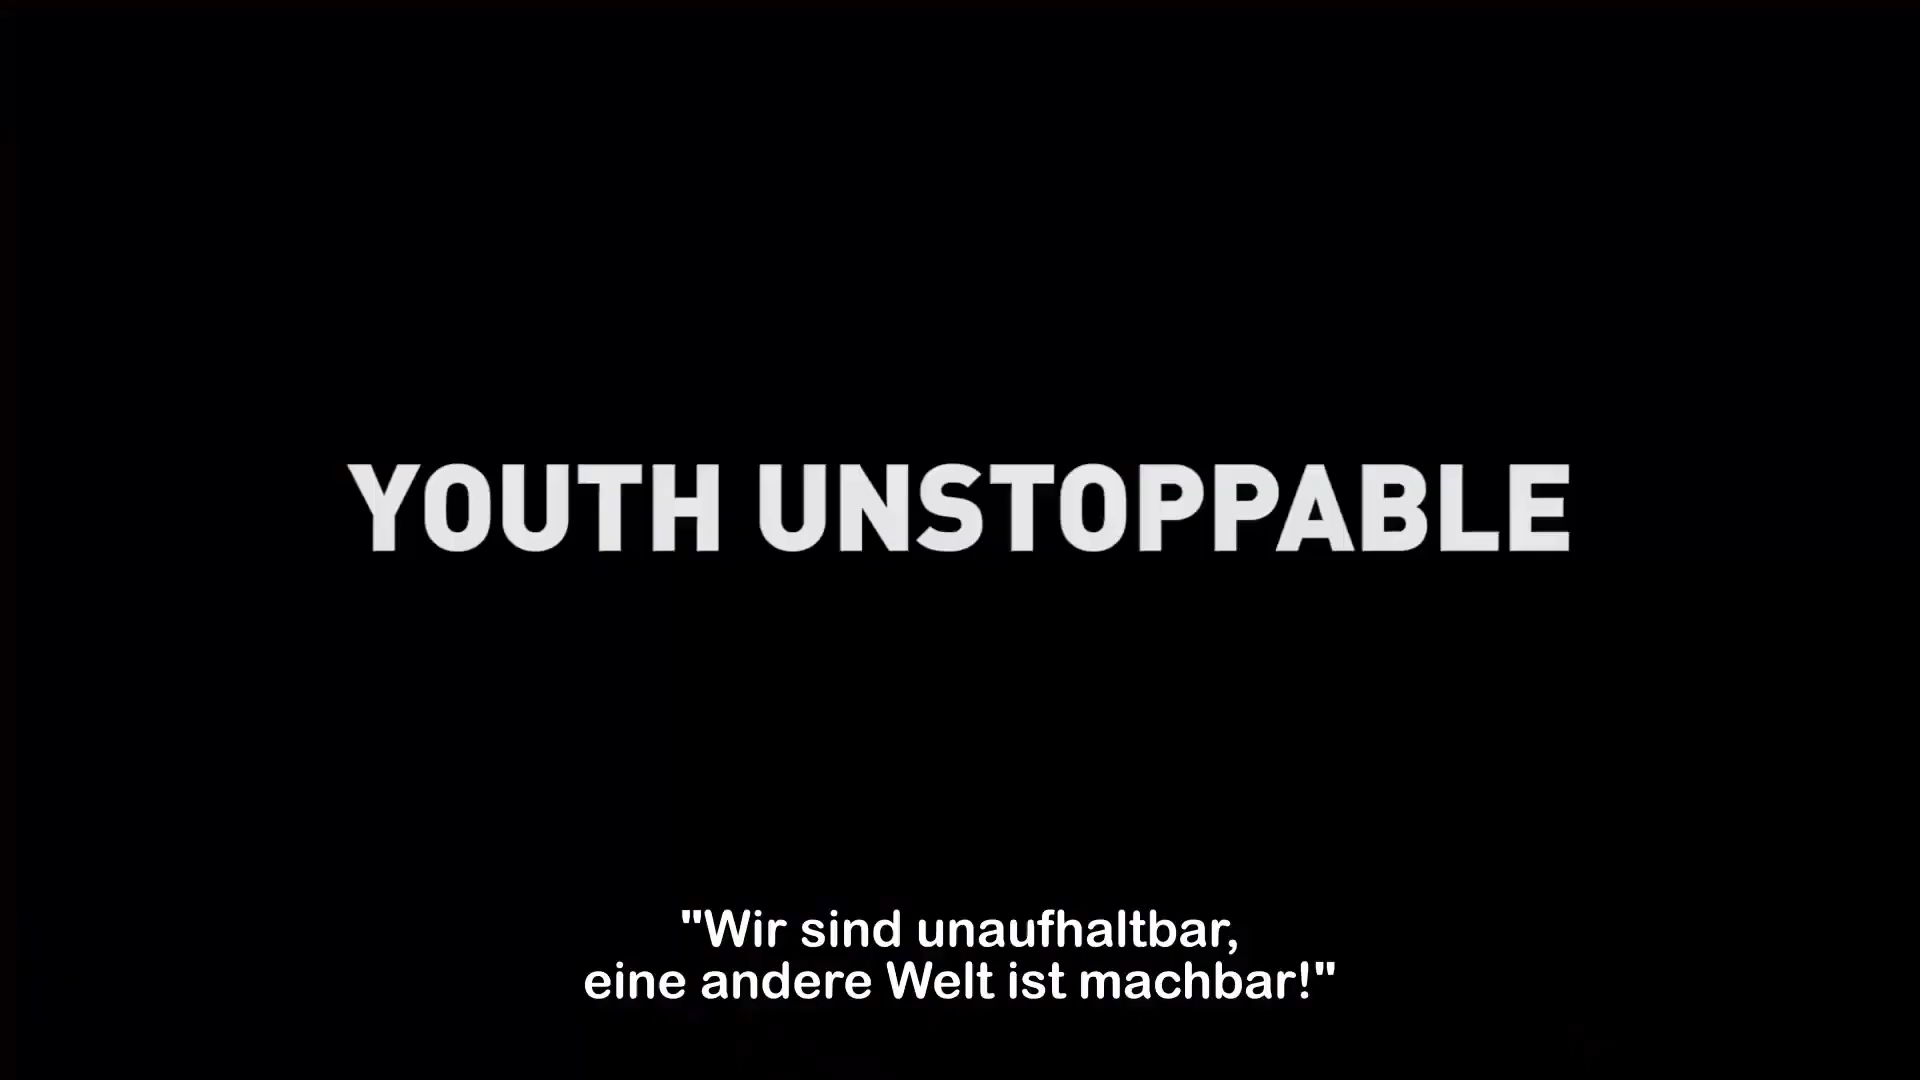 YOUTH UNSTOPPABLE
"Wir sind unaufhaltbar,
eine andere Welt ist machbar!"